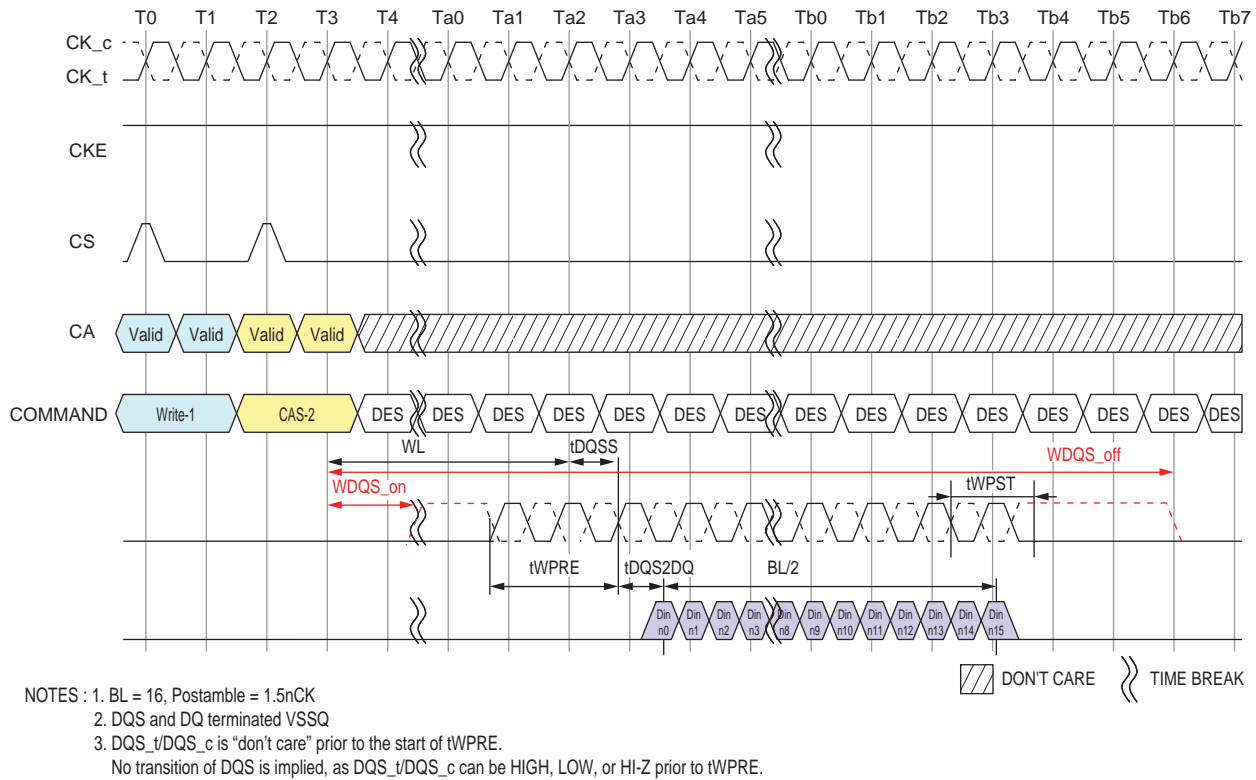 T0 T1 T2 T3 T4 Ta0 Ta1 Ta2 Ta3 Ta4 Ta5 Tb0 Tb1 Tb2 Tb3 Tb4 Tb5 Tb6 Tb7
CK_c
CK_t
CKE
CS
CA Valid Valid Valid Valid
COMMAND Write-1 CAS-2 DES DES DES DES DES DES DES DES DES DES DES DES DES DES DES
WL tDQSS
WDQS_off
WDQS_on tWPST
tWPRE tDQS2DQ BL/2
Din n0 Din n1 Din n2 Din n3 Din n8 Din n9 Din n10 Din n11 Din n12 Din n13 Din n14 Din n15
DON'T CARE TIME BREAK
NOTES : 1. BL = 16, Postamble = 1.5nCK
2. DQS and DQ terminated VSSQ
3. DQS_t/DQS_c is “don’t care” prior to the start of tWPRE.
No transition of DQS is implied, as DQS_t/DQS_c can be HIGH, LOW, or HI-Z prior to tWPRE.